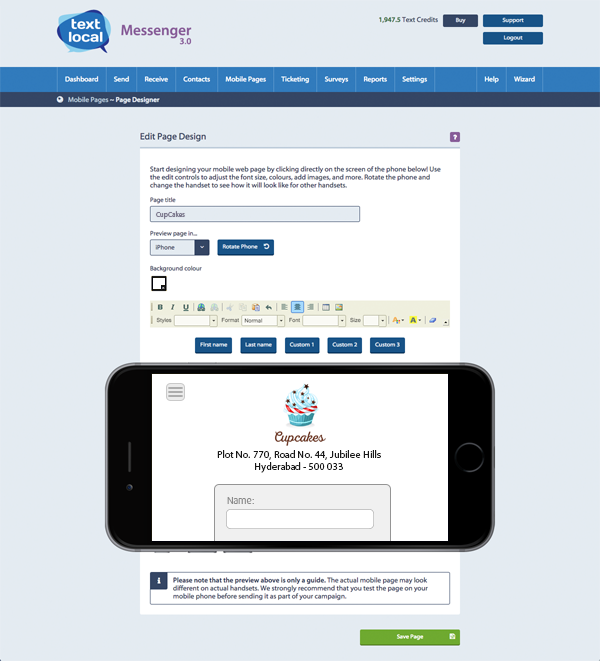 text
local
Messenger
3.0
1,947.5 Text Credits
Buy
Support
Logout
Dashboard Send Receive Contacts Mobile Pages Ticketing Surveys Reports Settings Help Wizard
Mobile Pages ~ Page Designer
Edit Page Design
?
Start designing your mobile web page by clicking directly on the screen of the phone below! Use
the edit controls to adjust the font size, colours, add images, and more. Rotate the phone and
change the handset to see how it will look like for other handsets.
Page title
CupCakes
Preview page in...
iPhone
Rotate Phone
Background colour
B I U
Styles Format Normal Font Size A A
First name Last name Custom 1 Custom 2 Custom 3
Cupcakes
Plot No. 770, Road No. 44, Jubilee Hills
Hyderabad - 500 033
Name:
i
Please note that the preview above is only a guide. The actual mobile page may look
different on actual handsets. We strongly recommend that you test the page on your
mobile phone before sending it as part of your campaign.
Save Page